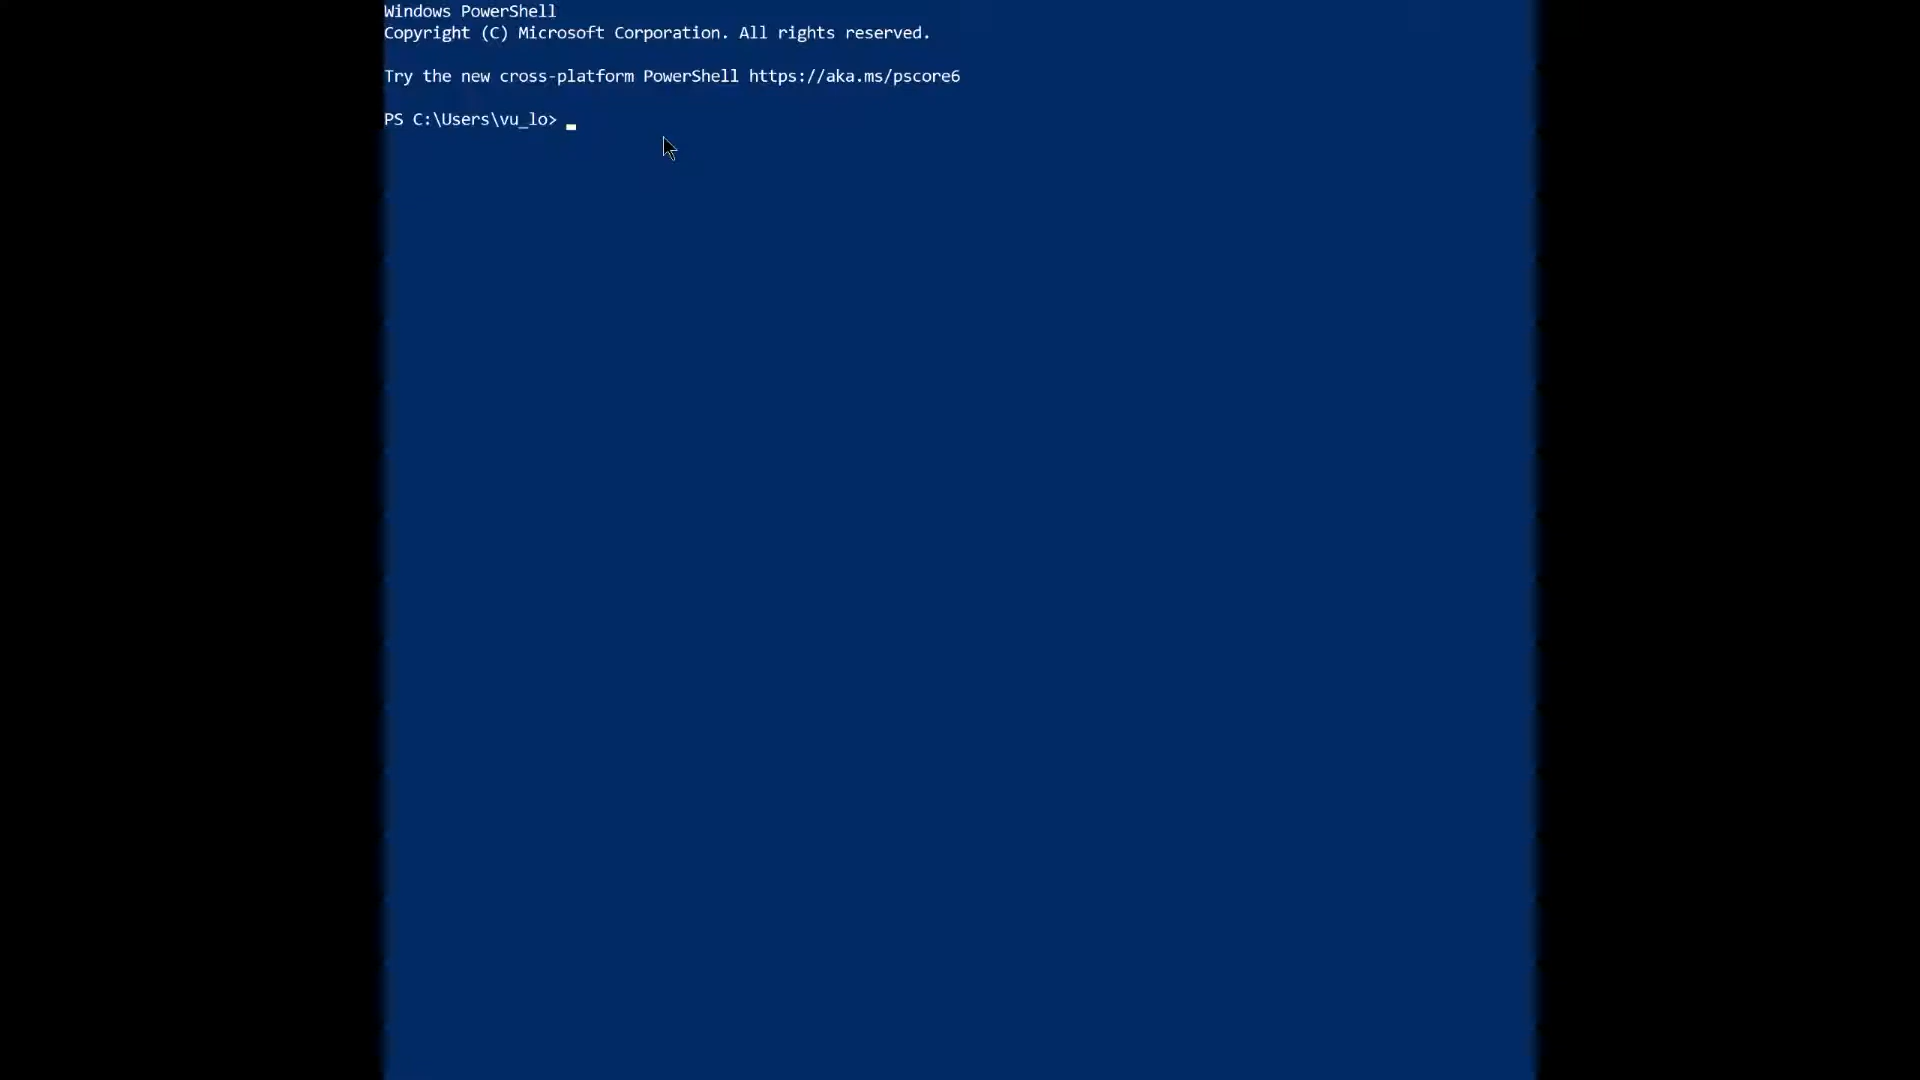 Windows PowerShell
Copyright (C) Microsoft Corporation. All rights reserved.
Try the new cross-platform PowerShell https://aka.ms/pscore6
PS C:\Users\vu_lo>